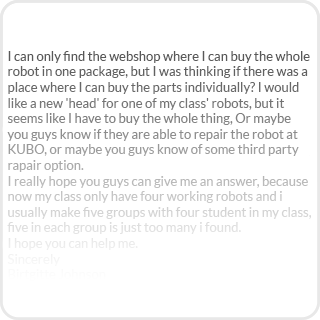 I can only find the webshop where I can buy the whole
robot in one package, but I was thinking if there was a
place where I can buy the parts individually? I would
like a new 'head' for one of my class' robots, but it
seems like I have to buy the whole thing, Or maybe
you guys know if they are able to repair the robot at
KUBO, or maybe you guys know of some third party
rapair option.
I really hope you guys can give me an answer, because
now my class only have four working robots and i
usually make five groups with four student in my class,
five in each group is just too many i found.
I hope you can help me.
Sincerely